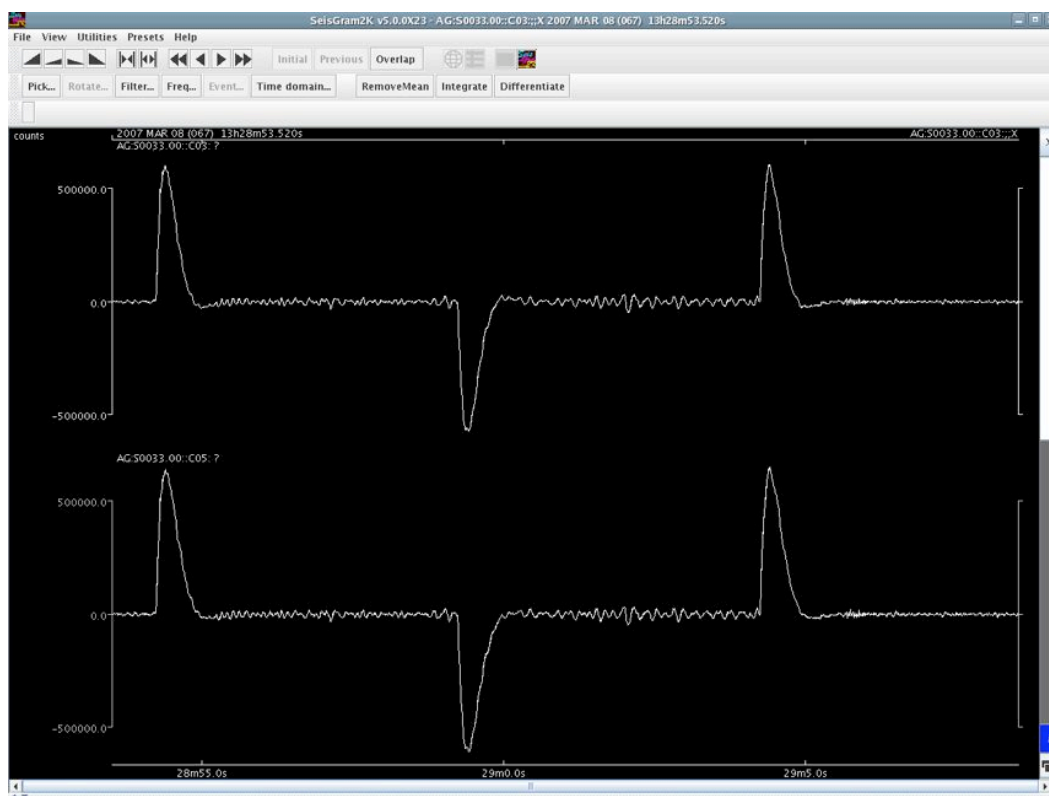 SeisGram2K v5.0.0X23 - AG:S0033.00::C03:;;X 2007 MAR 08 (067) 13h28m53.520s
File View Utilities Presets Help
Initial Previous Overlap
Pick... Rotate... Filter... Freq... Event... Time domain... RemoveMean Integrate Differentiate
counts 2007 MAR 08 (067) 13h28m53.520s AG:S0033.00::C03:;;X
AG:S0033.00::C03: ?
500000.0
0.0
-500000.0
AG:S0033.00::C05: ?
500000.0
0.0
-500000.0
28m55.0s 29m0.0s 29m5.0s